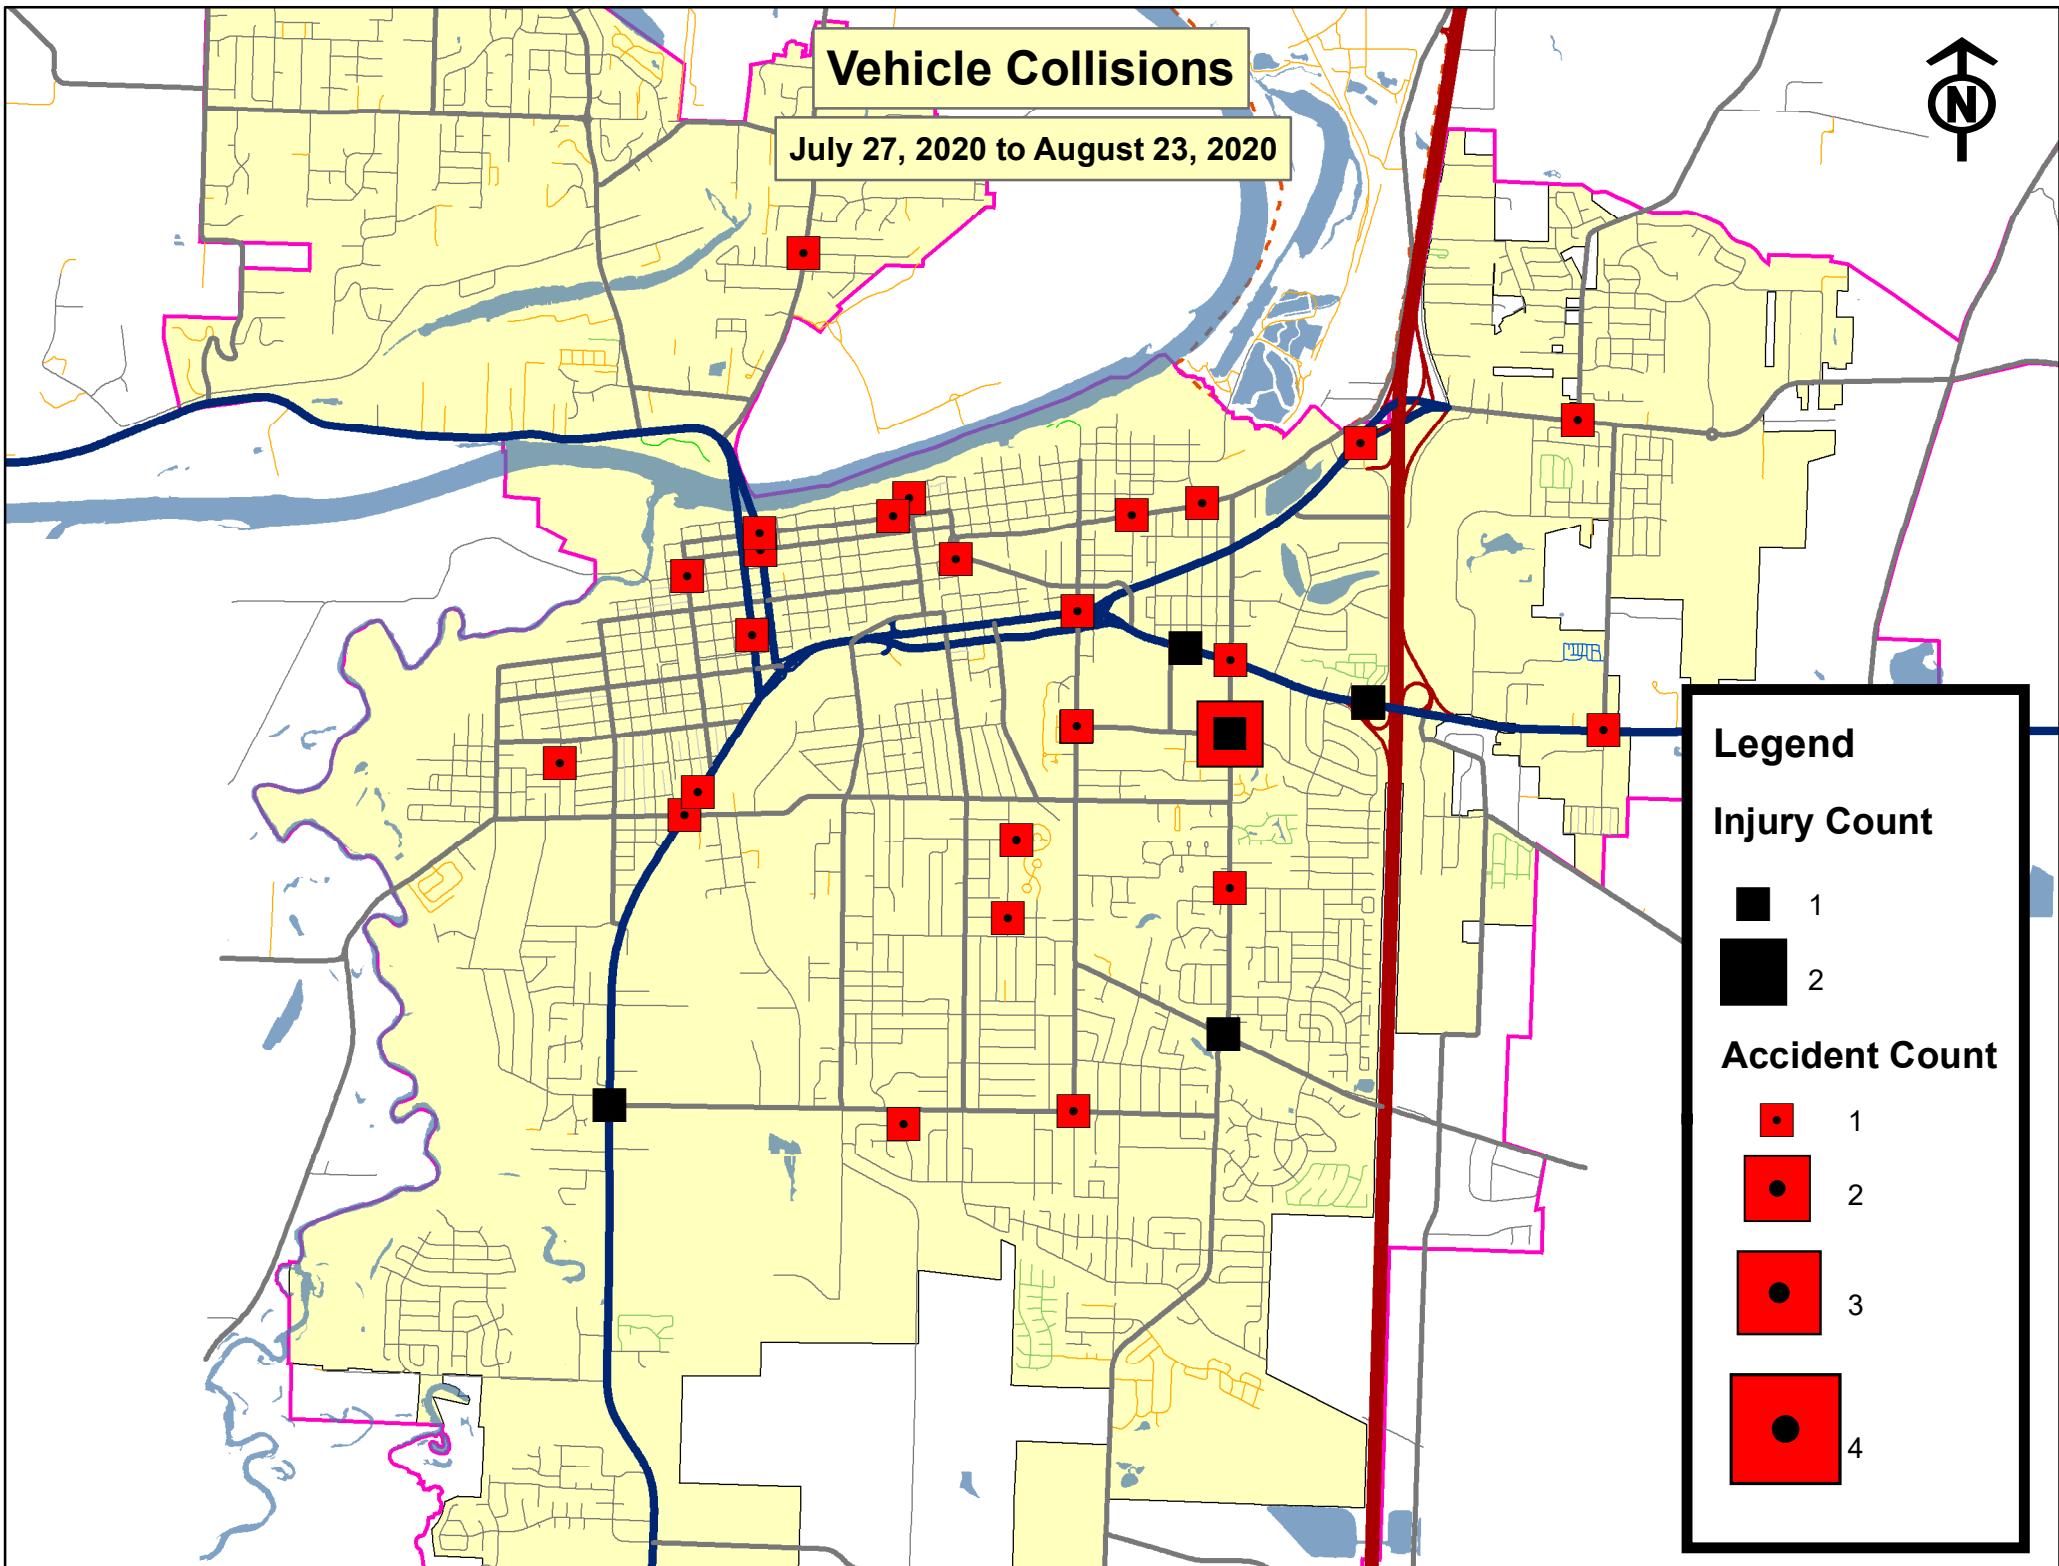 Vehicle Collisions
July 27, 2020 to August 23, 2020
N
Legend
Injury Count
1
2
Accident Count
1
2
3
4